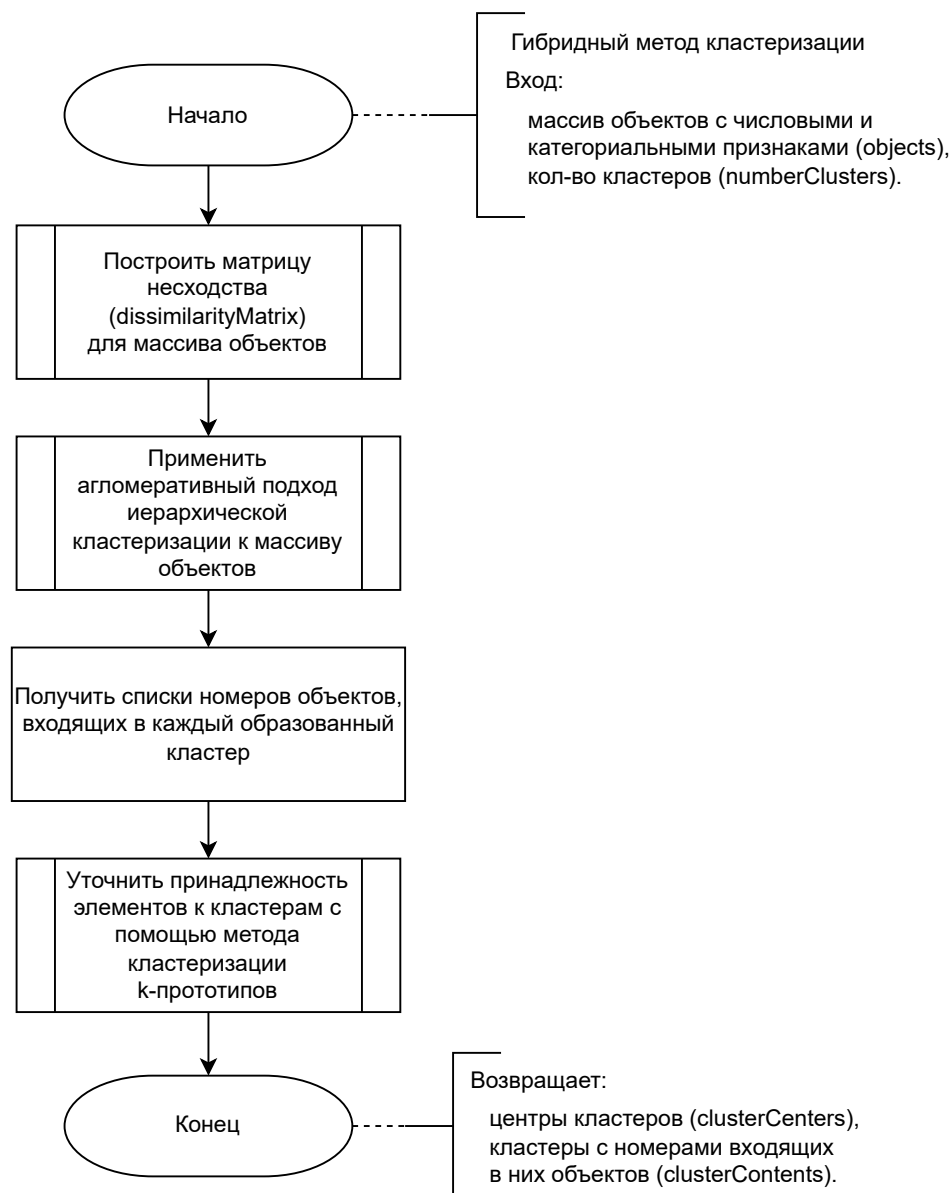 Гибридный метод кластеризации
Начало
Вход:
массив объектов с числовыми и
категориальными признаками (objects),
кол-во кластеров (numberClusters).
Построить матрицу
несходства
(dissimilarityMatrix)
для массива объектов
Применить
агломеративный подход
иерархической
кластеризации к массиву
объектов
Получить списки номеров объектов,
входящих в каждый образованный
кластер
Уточнить принадлежность
элементов к кластерам с
помощью метода
кластеризации
k-прототипов
Конец
Возвращает:
центры кластеров (clusterCenters),
кластеры с номерами входящих
в них объектов (clusterContents).